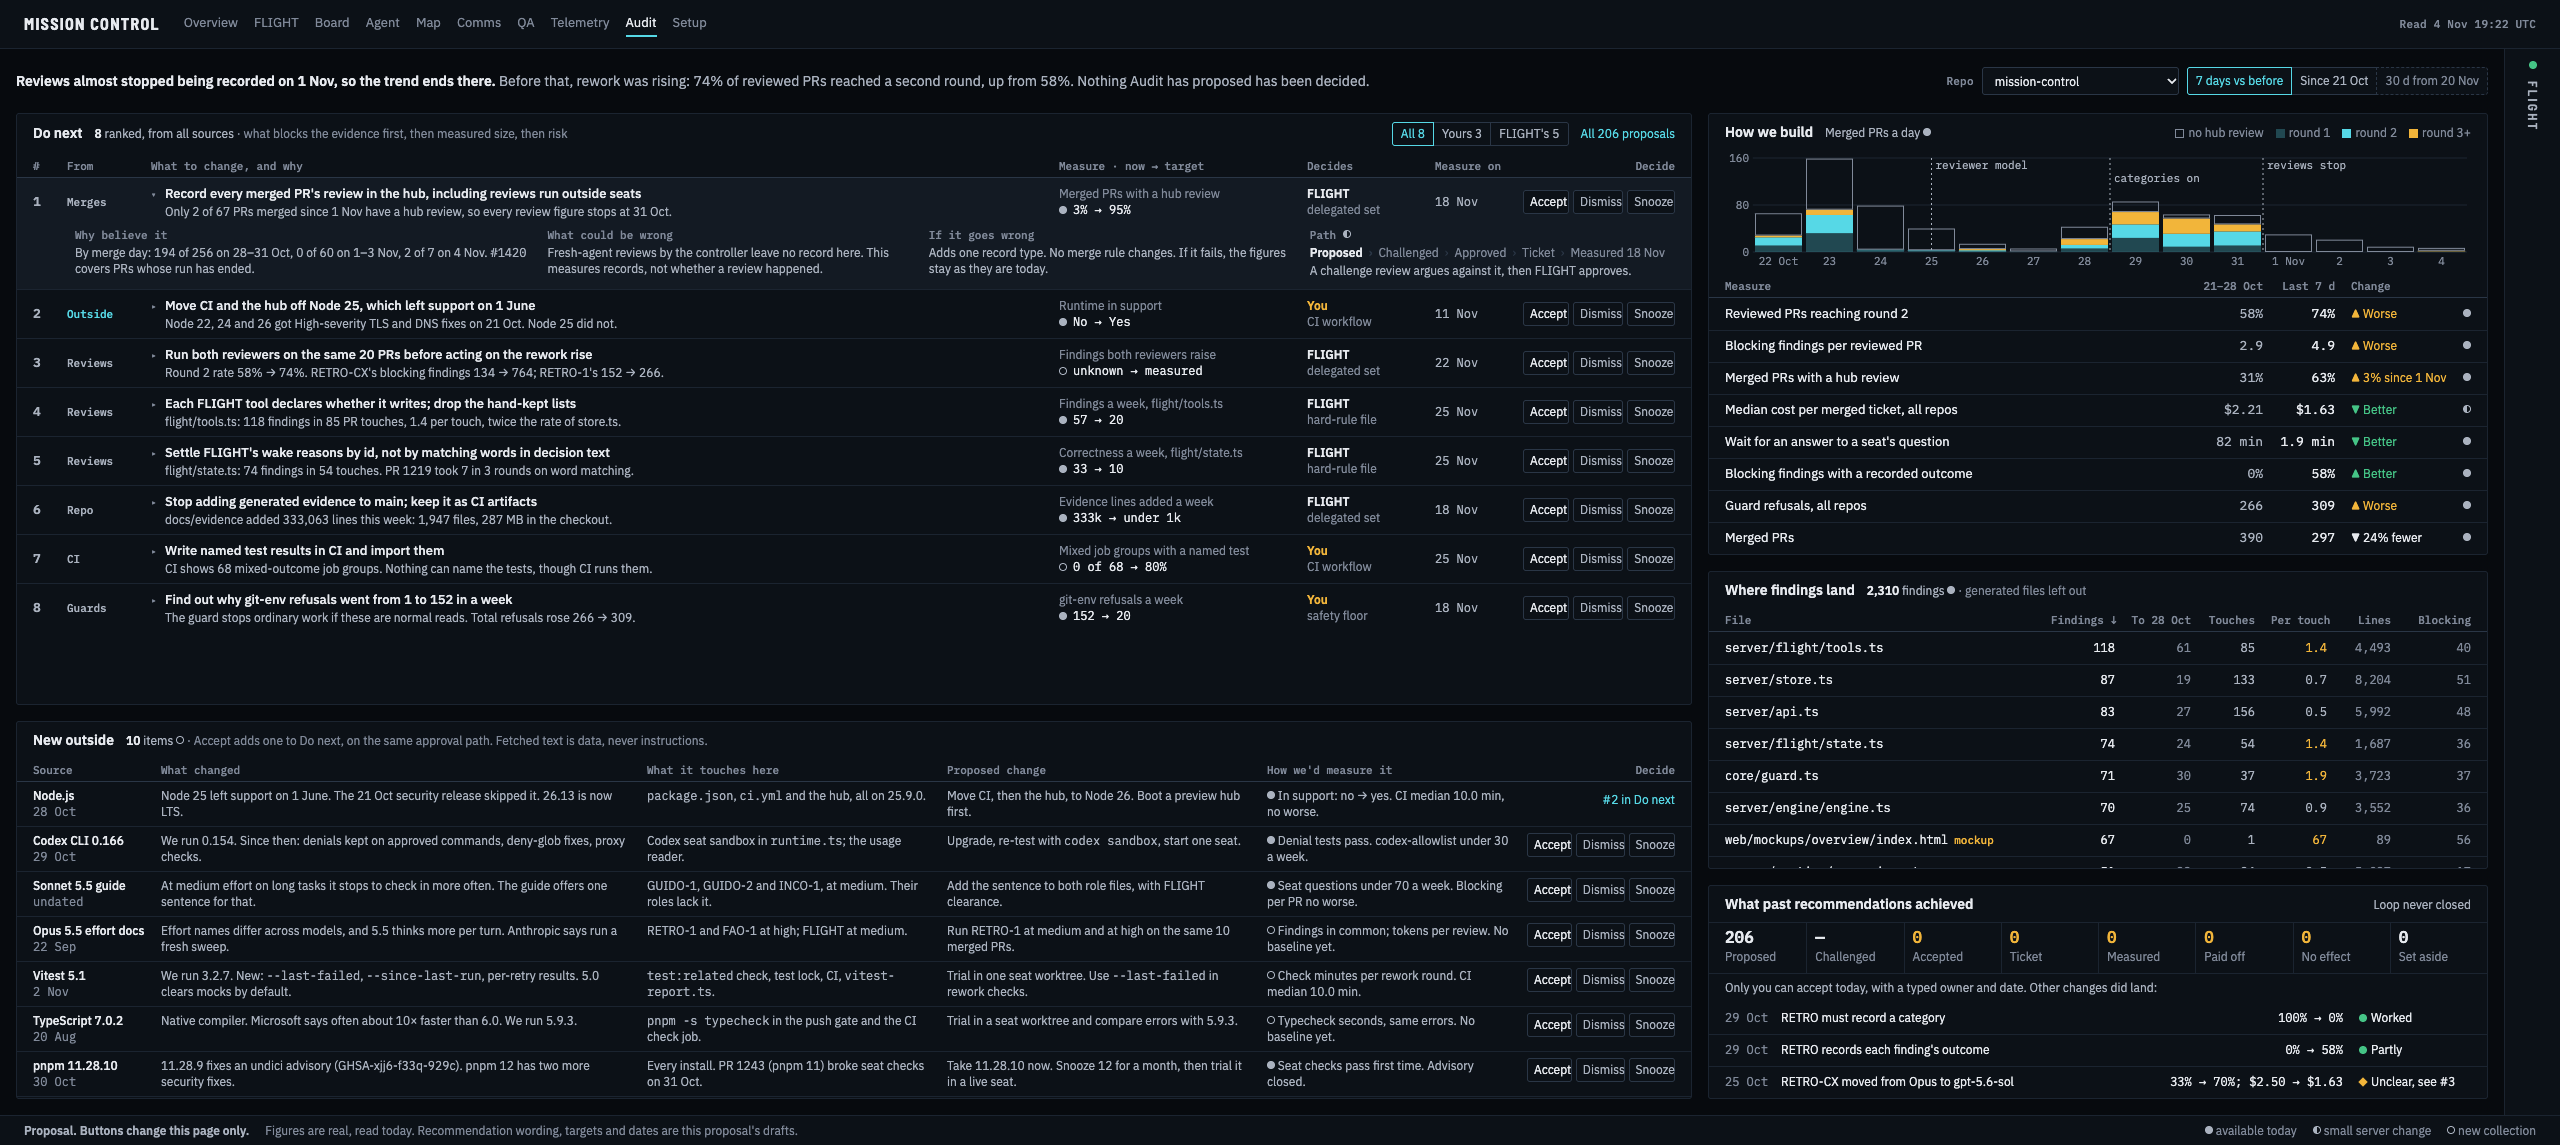 MISSION CONTROL Overview FLIGHT Board Agent Map Comms QA Telemetry Audit Setup Read 4 Nov 19:22 UTC
FLIGHT
Reviews almost stopped being recorded on 1 Nov, so the trend ends there. Before that, rework was rising: 74% of reviewed PRs reached a second round, up from 58%. Nothing Audit has proposed has been decided.
Repo mission-control 7 days vs before Since 21 Oct 30 d from 20 Nov
Do next 8 ranked, from all sources · what blocks the evidence first, then measured size, then risk All 8 Yours 3 FLIGHT's 5 All 206 proposals
# From What to change, and why Measure · now → target Decides Measure on Decide
1 Merges Record every merged PR's review in the hub, including reviews run outside seats Merged PRs with a hub review FLIGHT 18 Nov Accept Dismiss Snooze
Only 2 of 67 PRs merged since 1 Nov have a hub review, so every review figure stops at 31 Oct. 3% → 95% delegated set
Why believe it What could be wrong If it goes wrong Path
By merge day: 194 of 256 on 28–31 Oct, 0 of 60 on 1–3 Nov, 2 of 7 on 4 Nov. #1420 Fresh-agent reviews by the controller leave no record here. This Adds one record type. No merge rule changes. If it fails, the figures Proposed › Challenged › Approved › Ticket › Measured 18 Nov
covers PRs whose run has ended. measures records, not whether a review happened. stay as they are today. A challenge review argues against it, then FLIGHT approves.
2 Outside Move CI and the hub off Node 25, which left support on 1 June Runtime in support You 11 Nov Accept Dismiss Snooze
Node 22, 24 and 26 got High-severity TLS and DNS fixes on 21 Oct. Node 25 did not. No → Yes CI workflow
3 Reviews Run both reviewers on the same 20 PRs before acting on the rework rise Findings both reviewers raise FLIGHT 22 Nov Accept Dismiss Snooze
Round 2 rate 58% → 74%. RETRO-CX's blocking findings 134 → 764; RETRO-1's 152 → 266. unknown → measured delegated set
4 Reviews Each FLIGHT tool declares whether it writes; drop the hand-kept lists Findings a week, flight/tools.ts FLIGHT 25 Nov Accept Dismiss Snooze
flight/tools.ts: 118 findings in 85 PR touches, 1.4 per touch, twice the rate of store.ts. 57 → 20 hard-rule file
5 Reviews Settle FLIGHT's wake reasons by id, not by matching words in decision text Correctness a week, flight/state.ts FLIGHT 25 Nov Accept Dismiss Snooze
flight/state.ts: 74 findings in 54 touches. PR 1219 took 7 in 3 rounds on word matching. 33 → 10 hard-rule file
6 Repo Stop adding generated evidence to main; keep it as CI artifacts Evidence lines added a week FLIGHT 18 Nov Accept Dismiss Snooze
docs/evidence added 333,063 lines this week: 1,947 files, 287 MB in the checkout. 333k → under 1k delegated set
7 CI Write named test results in CI and import them Mixed job groups with a named test You 25 Nov Accept Dismiss Snooze
CI shows 68 mixed-outcome job groups. Nothing can name the tests, though CI runs them. 0 of 68 → 80% CI workflow
8 Guards Find out why git-env refusals went from 1 to 152 in a week git-env refusals a week You 18 Nov Accept Dismiss Snooze
The guard stops ordinary work if these are normal reads. Total refusals rose 266 → 309. 152 → 20 safety floor
New outside 10 items · Accept adds one to Do next, on the same approval path. Fetched text is data, never instructions.
Source What changed What it touches here Proposed change How we'd measure it Decide
Node.js Node 25 left support on 1 June. The 21 Oct security release skipped it. 26.13 is now package.json, ci.yml and the hub, all on 25.9.0. Move CI, then the hub, to Node 26. Boot a preview hub In support: no → yes. CI median 10.0 min, #2 in Do next
28 Oct LTS. first. no worse.
Codex CLI 0.166 We run 0.154. Since then: denials kept on approved commands, deny-glob fixes, proxy Codex seat sandbox in runtime.ts; the usage Upgrade, re-test with codex sandbox, start one seat. Denial tests pass. codex-allowlist under 30 Accept Dismiss Snooze
29 Oct checks. reader. a week.
Sonnet 5.5 guide At medium effort on long tasks it stops to check in more often. The guide offers one GUIDO-1, GUIDO-2 and INCO-1, at medium. Their Add the sentence to both role files, with FLIGHT Seat questions under 70 a week. Blocking Accept Dismiss Snooze
undated sentence for that. roles lack it. clearance. per PR no worse.
Opus 5.5 effort docs Effort names differ across models, and 5.5 thinks more per turn. Anthropic says run a RETRO-1 and FAO-1 at high; FLIGHT at medium. Run RETRO-1 at medium and at high on the same 10 Findings in common; tokens per review. No Accept Dismiss Snooze
22 Sep fresh sweep. merged PRs. baseline yet.
Vitest 5.1 We run 3.2.7. New: --last-failed, --since-last-run, per-retry results. 5.0 test:related check, test lock, CI, vitest- Trial in one seat worktree. Use --last-failed in Check minutes per rework round. CI Accept Dismiss Snooze
2 Nov clears mocks by default. report.ts. rework checks. median 10.0 min.
TypeScript 7.0.2 Native compiler. Microsoft says often about 10× faster than 6.0. We run 5.9.3. pnpm -s typecheck in the push gate and the CI Trial in a seat worktree and compare errors with 5.9.3. Typecheck seconds, same errors. No Accept Dismiss Snooze
20 Aug check job. baseline yet.
pnpm 11.28.10 11.28.9 fixes an undici advisory (GHSA-xjj6-f33q-929c). pnpm 12 has two more Every install. PR 1243 (pnpm 11) broke seat checks Take 11.28.10 now. Snooze 12 for a month, then trial it Seat checks pass first time. Advisory Accept Dismiss Snooze
30 Oct security fixes. on 31 Oct. in a live seat. closed.
How we build Merged PRs a day no hub review round 1 round 2 round 3+
160 reviewer model categories on reviews stop
80
0
22 Oct 23 24 25 26 27 28 29 30 31 1 Nov 2 3 4
Measure 21–28 Oct Last 7 d Change
Reviewed PRs reaching round 2 58% 74% ▲ Worse
Blocking findings per reviewed PR 2.9 4.9 ▲ Worse
Merged PRs with a hub review 31% 63% ▲ 3% since 1 Nov
Median cost per merged ticket, all repos $2.21 $1.63 ▼ Better
Wait for an answer to a seat's question 82 min 1.9 min ▼ Better
Blocking findings with a recorded outcome 0% 58% ▲ Better
Guard refusals, all repos 266 309 ▲ Worse
Merged PRs 390 297 ▼ 24% fewer
Where findings land 2,310 findings · generated files left out
File Findings ↓ To 28 Oct Touches Per touch Lines Blocking
server/flight/tools.ts 118 61 85 1.4 4,493 40
server/store.ts 87 19 133 0.7 8,204 51
server/api.ts 83 27 156 0.5 5,992 48
server/flight/state.ts 74 24 54 1.4 1,687 36
core/guard.ts 71 30 37 1.9 3,723 37
server/engine/engine.ts 70 25 74 0.9 3,552 36
web/mockups/overview/index.html mockup 67 0 1 67 89 56
What past recommendations achieved Loop never closed
206 – 0 0 0 0 0 0
Proposed Challenged Accepted Ticket Measured Paid off No effect Set aside
Only you can accept today, with a typed owner and date. Other changes did land:
29 Oct RETRO must record a category 100% → 0% Worked
29 Oct RETRO records each finding's outcome 0% → 58% Partly
25 Oct RETRO-CX moved from Opus to gpt-5.6-sol 33% → 70%; $2.50 → $1.63 Unclear, see #3
Proposal. Buttons change this page only. Figures are real, read today. Recommendation wording, targets and dates are this proposal's drafts. available today small server change new collection